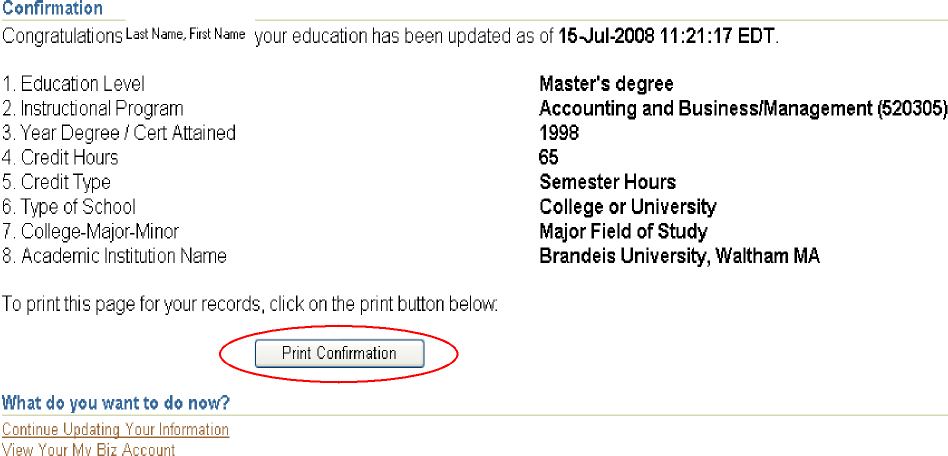 Confirmation
Congratulations Last Name, First Name your education has been updated as of 15-Jul-2008 11:21:17 EDT.
1. Education Level Master's degree
2. Instructional Program Accounting and Business/Management (520305)
3. Year Degree / Cert Attained 1998
4. Credit Hours 65
5. Credit Type Semester Hours
6. Type of School College or University
7. College-Major-Minor Major Field of Study
8. Academic Institution Name Brandeis University, Waltham MA
To print this page for your records, click on the print button below:
Print Confirmation
What do you want to do now?
Continue Updating Your Information
View Your My Biz Account